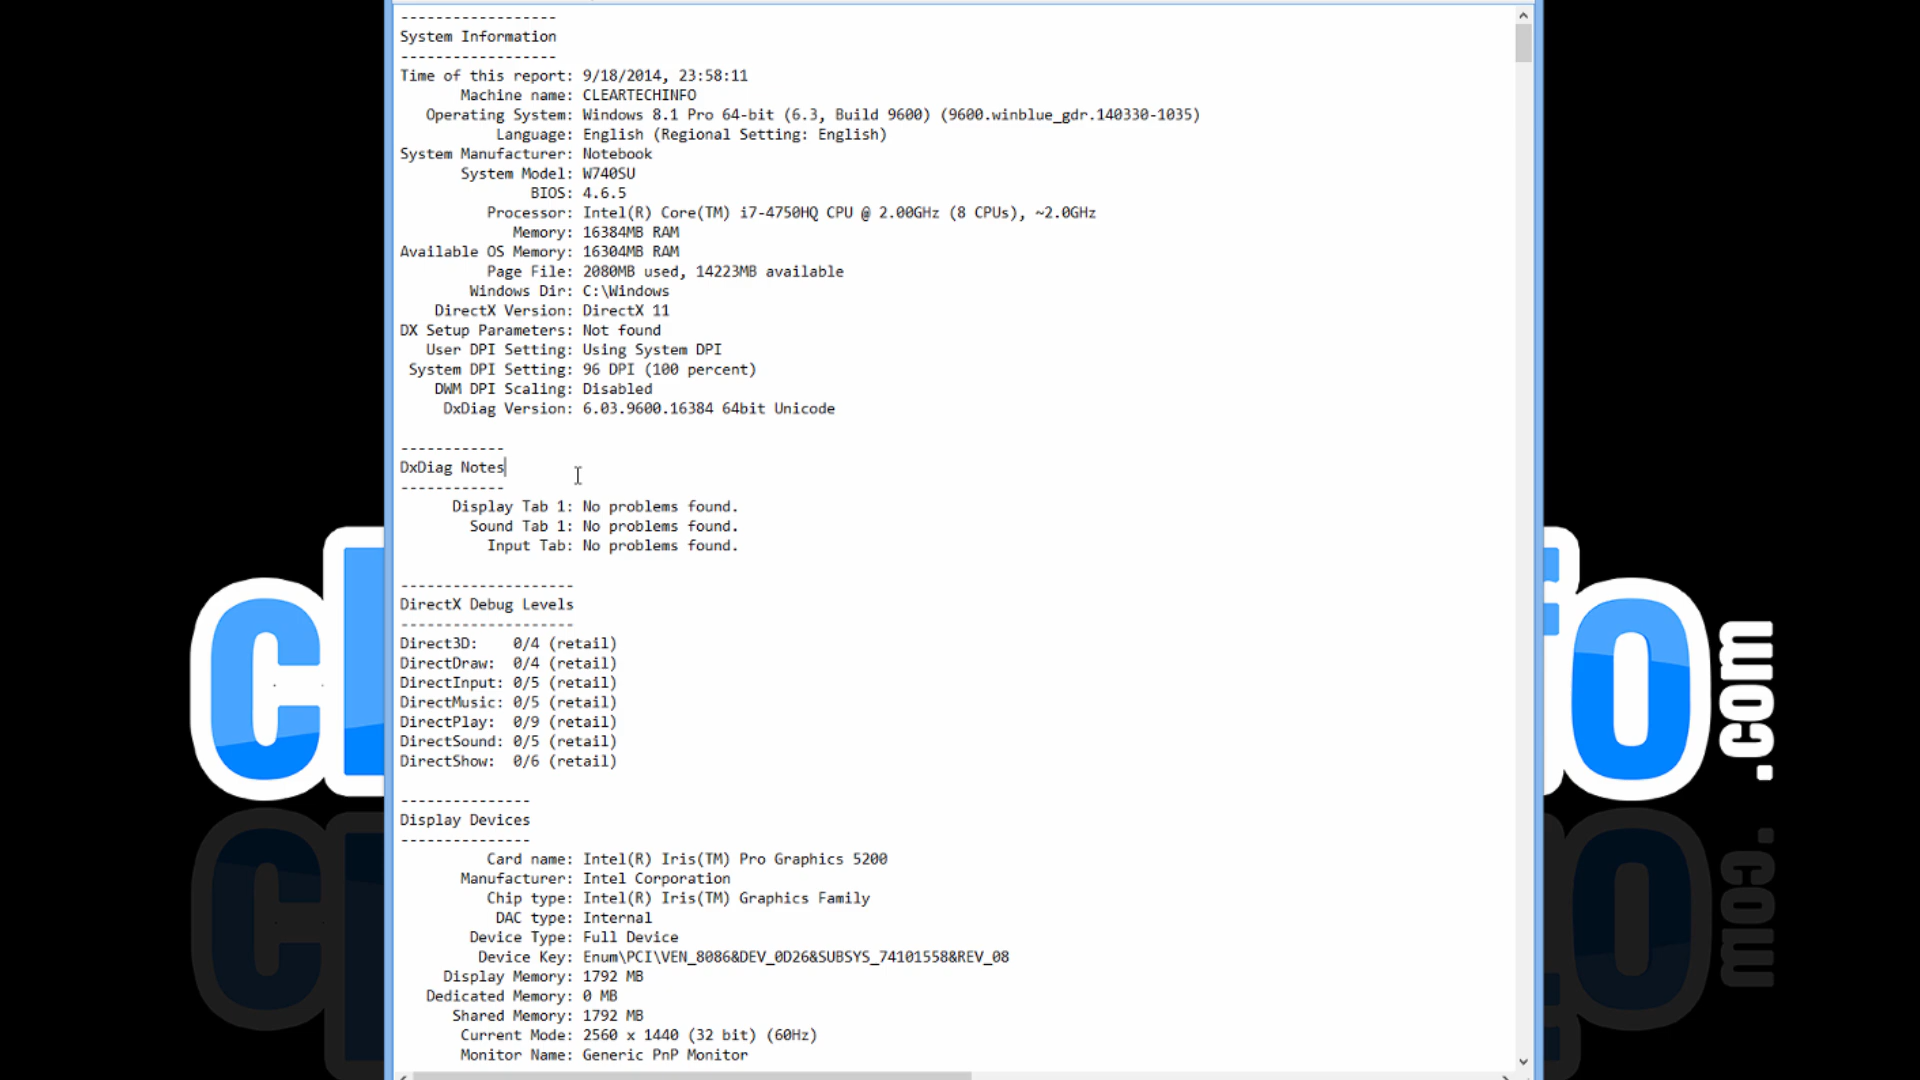 ------------------
System Information
------------------
Time of this report: 9/18/2014, 23:58:11
Machine name: CLEARTECHINFO
Operating System: Windows 8.1 Pro 64-bit (6.3, Build 9600) (9600.winblue_gdr.140330-1035)
Language: English (Regional Setting: English)
System Manufacturer: Notebook
System Model: W740SU
BIOS: 4.6.5
Processor: Intel(R) Core(TM) i7-4750HQ CPU @ 2.00GHz (8 CPUs), ~2.0GHz
Memory: 16384MB RAM
Available OS Memory: 16304MB RAM
Page File: 2080MB used, 14223MB available
Windows Dir: C:\Windows
DirectX Version: DirectX 11
DX Setup Parameters: Not found
User DPI Setting: Using System DPI
System DPI Setting: 96 DPI (100 percent)
DWM DPI Scaling: Disabled
DxDiag Version: 6.03.9600.16384 64bit Unicode
------------
DxDiag Notes
------------
Display Tab 1: No problems found.
Sound Tab 1: No problems found.
Input Tab: No problems found.
--------------------
DirectX Debug Levels
--------------------
Direct3D: 0/4 (retail)
DirectDraw: 0/4 (retail)
DirectInput: 0/5 (retail)
DirectMusic: 0/5 (retail)
DirectPlay: 0/9 (retail)
DirectSound: 0/5 (retail)
DirectShow: 0/6 (retail)
---------------
Display Devices
---------------
Card name: Intel(R) Iris(TM) Pro Graphics 5200
Manufacturer: Intel Corporation
Chip type: Intel(R) Iris(TM) Graphics Family
DAC type: Internal
Device Type: Full Device
Device Key: Enum\PCI\VEN_8086&DEV_0D26&SUBSYS_74101558&REV_08
Display Memory: 1792 MB
Dedicated Memory: 0 MB
Shared Memory: 1792 MB
Current Mode: 2560 x 1440 (32 bit) (60Hz)
Monitor Name: Generic PnP Monitor
cl
fo
.com